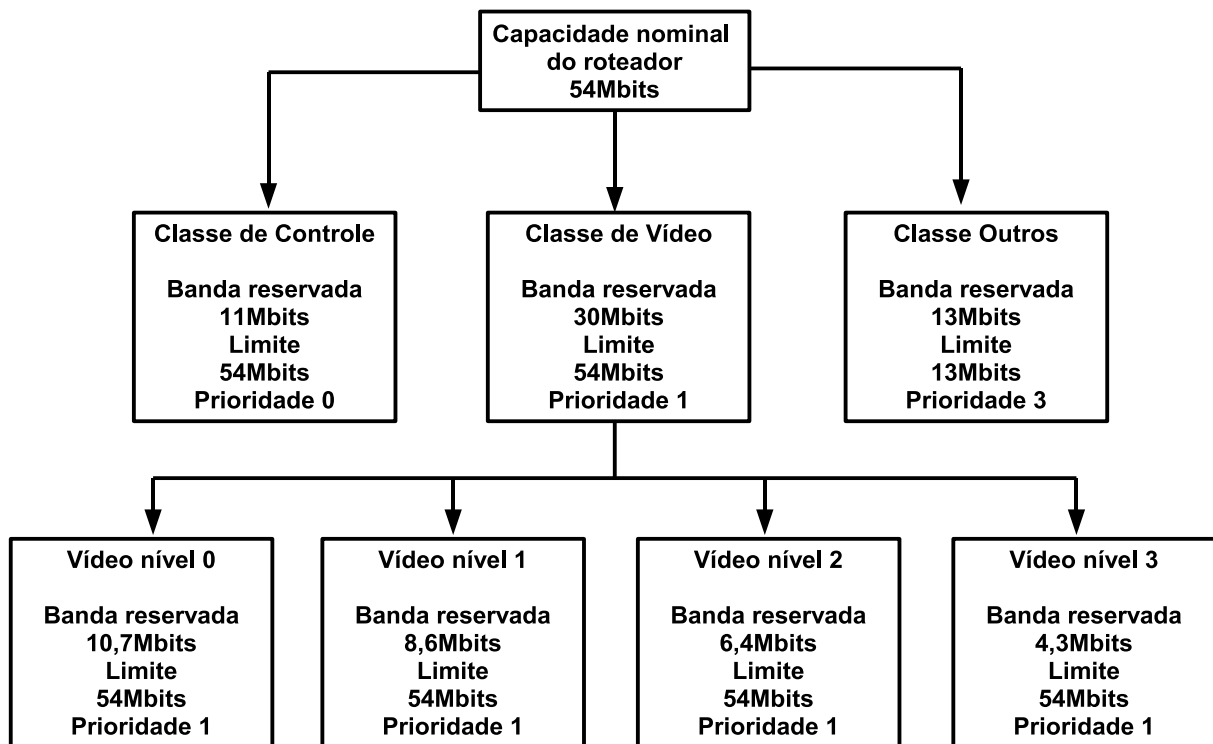 Capacidade nominal
do roteador
54Mbits
Classe de Controle
Banda reservada
11Mbits
Limite
54Mbits
Prioridade 0
Classe de Vídeo
Banda reservada
30Mbits
Limite
54Mbits
Prioridade 1
Classe Outros
Banda reservada
13Mbits
Limite
13Mbits
Prioridade 3
Vídeo nível 0
Banda reservada
10,7Mbits
Limite
54Mbits
Prioridade 1
Vídeo nível 1
Banda reservada
8,6Mbits
Limite
54Mbits
Prioridade 1
Vídeo nível 2
Banda reservada
6,4Mbits
Limite
54Mbits
Prioridade 1
Vídeo nível 3
Banda reservada
4,3Mbits
Limite
54Mbits
Prioridade 1